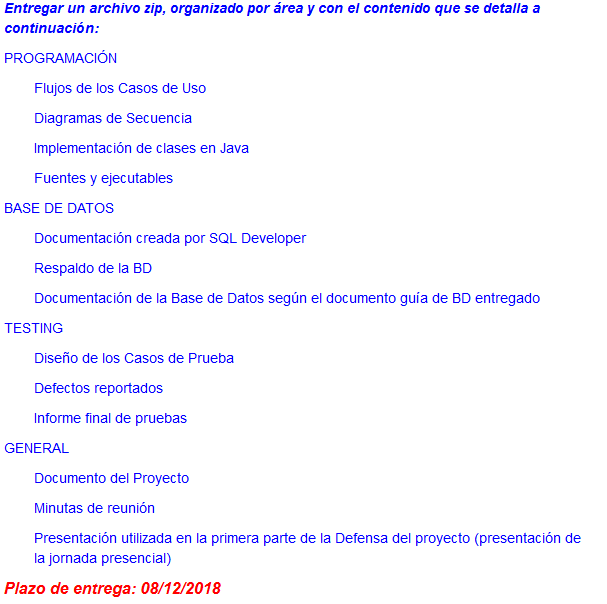 Entregar un archivo zip, organizado por área y con el contenido que se detalla a
continuación:
PROGRAMACIÓN
Flujos de los Casos de Uso
Diagramas de Secuencia
Implementación de clases en Java
Fuentes y ejecutables
BASE DE DATOS
Documentación creada por SQL Developer
Respaldo de la BD
Documentación de la Base de Datos según el documento guía de BD entregado
TESTING
Diseño de los Casos de Prueba
Defectos reportados
Informe final de pruebas
GENERAL
Documento del Proyecto
Minutas de reunión
Presentación utilizada en la primera parte de la Defensa del proyecto (presentación de
la jornada presencial)
Plazo de entrega: 08/12/2018